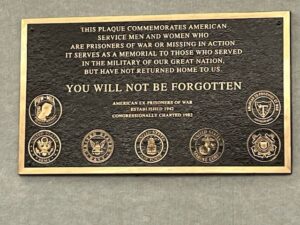 THIS PLAQUE COMMEMORATES AMERICAN
SERVICE MEN AND WOMEN WHO
ARE PRISONERS OF WAR OR MISSING IN ACTION
IT SERVES AS A MEMORIAL TO THOSE WHO SERVED
IN THE MILITARY OF OUR GREAT NATION,
BUT HAVE NOT RETURNED HOME TO US.
YOU WILL NOT BE FORGOTTEN
AMERICAN EX PRISONERS OF WAR
ESTABLISHED 1942
CONGRESSIONALLY CHARTED 1982